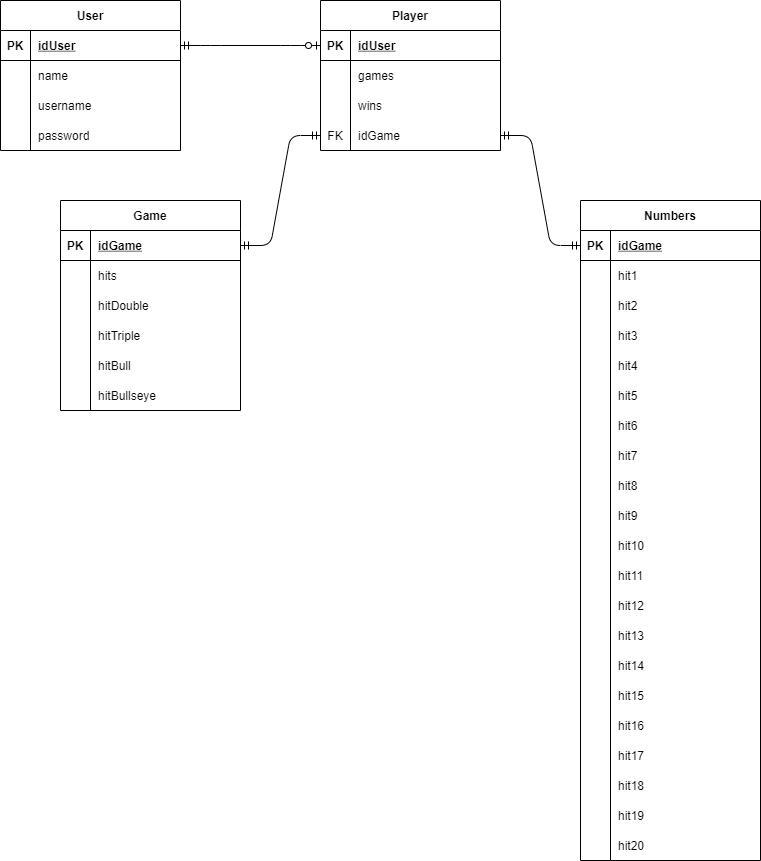 User
PK idUser
name
username
password
Player
PK idUser
games
wins
FK idGame
Game
PK idGame
hits
hitDouble
hitTriple
hitBull
hitBullseye
Numbers
PK idGame
hit1
hit2
hit3
hit4
hit5
hit6
hit7
hit8
hit9
hit10
hit11
hit12
hit13
hit14
hit15
hit16
hit17
hit18
hit19
hit20